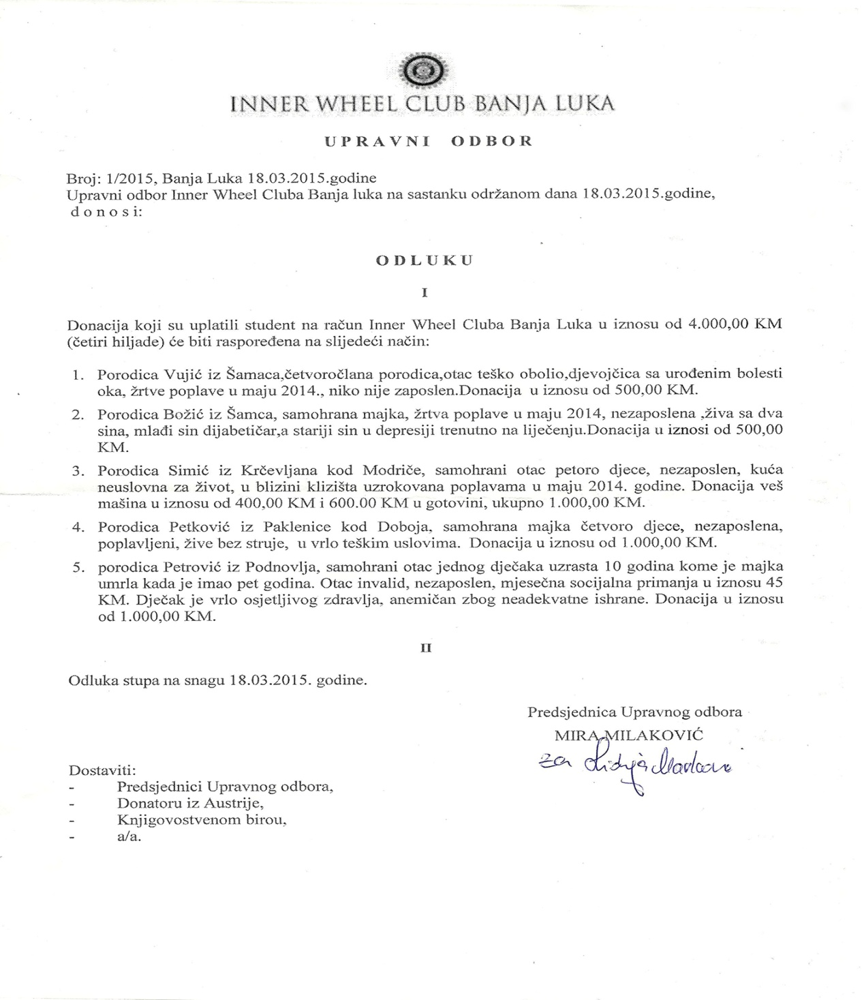 INNER WHEEL CLUB BANJA LUKA
UPRAVNI ODBOR
Broj: 1/2015, Banja Luka 18.03.2015.godine
Upravni odbor Inner Wheel Cluba Banja luka na sastanku održanom dana 18.03.2015.godine,
d o n o s i:
O D L U K U
I
Donacija koji su uplatili student na račun Inner Wheel Cluba Banja Luka u iznosu od 4.000,00 KM
(četiri hiljade) će biti raspoređena na slijedeći način:
1. Porodica Vujić iz Šamaca,četvoročlana porodica,otac teško obolio,djevojčica sa urođenim bolesti
oka, žrtve poplave u maju 2014., niko nije zaposlen.Donacija u iznosu od 500,00 KM.
2. Porodica Božić iz Šamca, samohrana majka, žrtva poplave u maju 2014, nezaposlena ,živa sa dva
sina, mlađi sin dijabetičar,a stariji sin u depresiji trenutno na liječenju.Donacija u iznosi od 500,00
KM.
3. Porodica Simić iz Krčevljana kod Modriče, samohrani otac petoro djece, nezaposlen, kuća
neuslovna za život, u blizini klizišta uzrokovana poplavama u maju 2014. godine. Donacija veš
mašina u iznosu od 400,00 KM i 600.00 KM u gotovini, ukupno 1.000,00 KM.
4. Porodica Petković iz Paklenice kod Doboja, samohrana majka četvoro djece, nezaposlena,
poplavljeni, žive bez struje, u vrlo teškim uslovima. Donacija u iznosu od 1.000,00 KM.
5. porodica Petrović iz Podnovlja, samohrani otac jednog dječaka uzrasta 10 godina kome je majka
umrla kada je imao pet godina. Otac invalid, nezaposlen, mjesečna socijalna primanja u iznosu 45
KM. Dječak je vrlo osjetljivog zdravlja, anemičan zbog neadekvatne ishrane. Donacija u iznosu
od 1.000,00 KM.
II
Odluka stupa na snagu 18.03.2015. godine.
Predsjednica Upravnog odbora
MIRA MILAKOVIĆ
za
Dostaviti:
- Predsjednici Upravnog odbora,
- Donatoru iz Austrije,
- Knjigovostvenom birou,
- a/a.